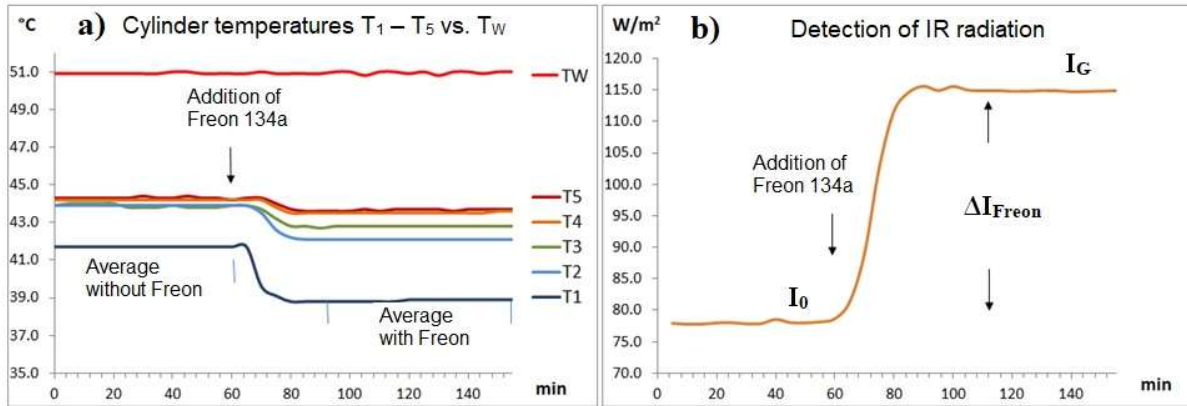 °C
a) Cylinder temperatures T1 – T5 vs. TW
51.0
49.0
47.0
45.0
43.0
41.0
39.0
37.0
35.0
TW
Addition of
Freon 134a
T5
T4
T3
T2
T1
Average
without Freon
Average
with Freon
0 20 40 60 80 100 120 140 min
W/m²
b) Detection of IR radiation
120.0
115.0
110.0
105.0
100.0
95.0
90.0
85.0
80.0
75.0
70.0
IG
Addition of
Freon 134a
ΔIFreon
I0
0 20 40 60 80 100 120 140 min